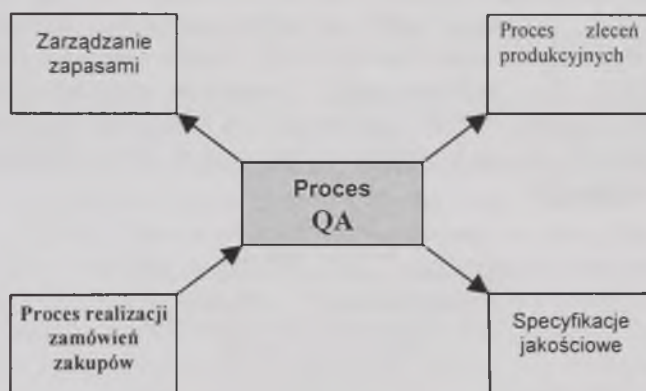 Zarządzanie
zapasami
Proces zleceń
produkcyjnych
Proces
QA
Proces realizacji
zamówień
zakupów
Specyfikacje
jakościowe